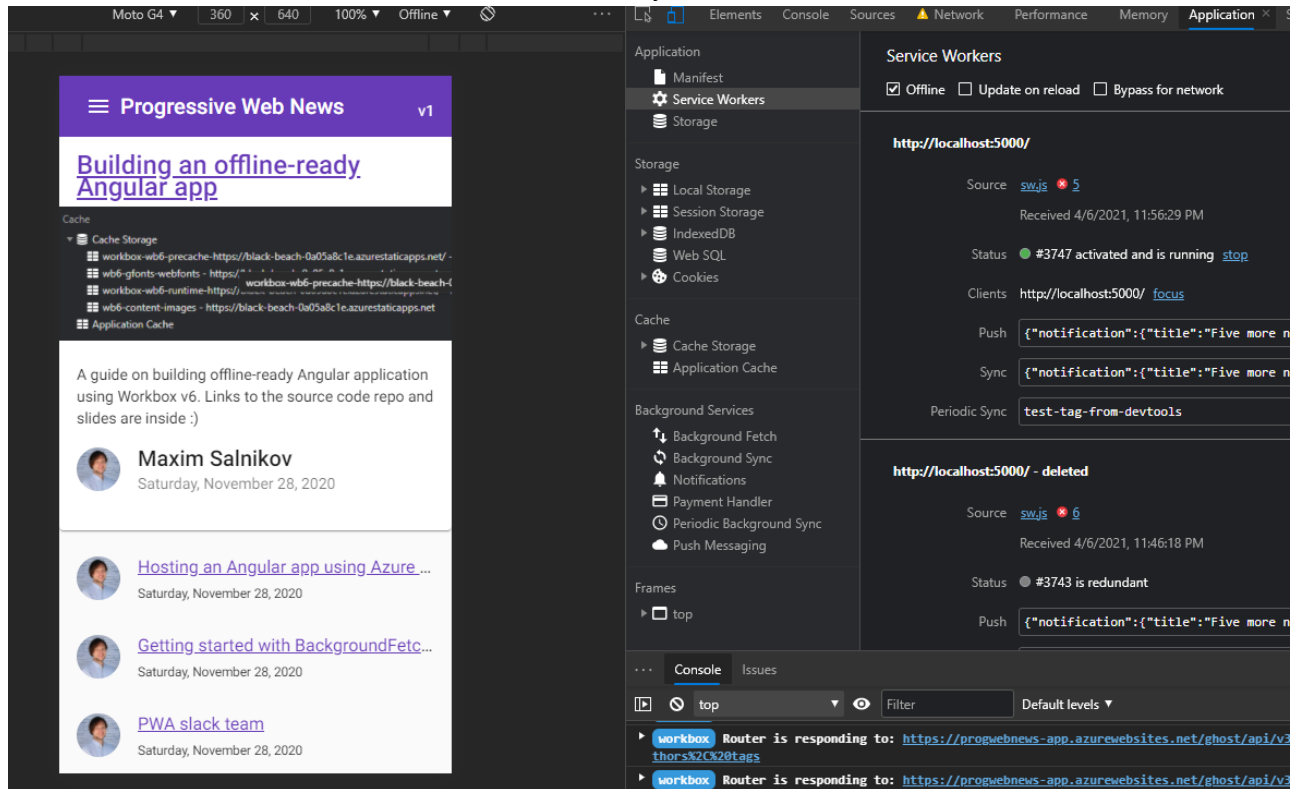 Moto G4 ▼ 360 x 640 100% ▼ Offline ▼ ...
Progressive Web News v1
Building an offline-ready
Angular app
Cache
Cache Storage
workbox-wb6-precache-https://black-beach-0a05a8c1e.azurestaticapps.net/ -
wb6-gfonts-webfonts - https:/
workbox-wb6-precache-https://black-beach-0
workbox-wb6-runtime-https:/
wb6-content-images - https://black-beach-0a05a8c1e.azurestaticapps.net
Application Cache
A guide on building offline-ready Angular application
using Workbox v6. Links to the source code repo and
slides are inside :)
Maxim Salnikov
Saturday, November 28, 2020
Hosting an Angular app using Azure ...
Saturday, November 28, 2020
Getting started with BackgroundFetc...
Saturday, November 28, 2020
PWA slack team
Saturday, November 28, 2020
Elements Console Sources Network Performance Memory Application × S
Application
Manifest
Service Workers
Storage
Storage
Local Storage
Session Storage
IndexedDB
Web SQL
Cookies
Cache
Cache Storage
Application Cache
Background Services
Background Fetch
Background Sync
Notifications
Payment Handler
Periodic Background Sync
Push Messaging
Frames
top
Service Workers
Offline Update on reload Bypass for network
http://localhost:5000/
Source sw.js 5
Received 4/6/2021, 11:56:29 PM
Status #3747 activated and is running stop
Clients http://localhost:5000/ focus
Push {"notification":{"title":"Five more n
Sync {"notification":{"title":"Five more n
Periodic Sync test-tag-from-devtools
http://localhost:5000/ - deleted
Source sw.js 6
Received 4/6/2021, 11:46:18 PM
Status #3743 is redundant
Push {"notification":{"title":"Five more n
... Console Issues
top ▼ Filter Default levels ▼
workbox Router is responding to: https://progwebnews-app.azurewebsites.net/ghost/api/v3
thors%2C%20tags
workbox Router is responding to: https://progwebnews-app.azurewebsites.net/ghost/api/v3